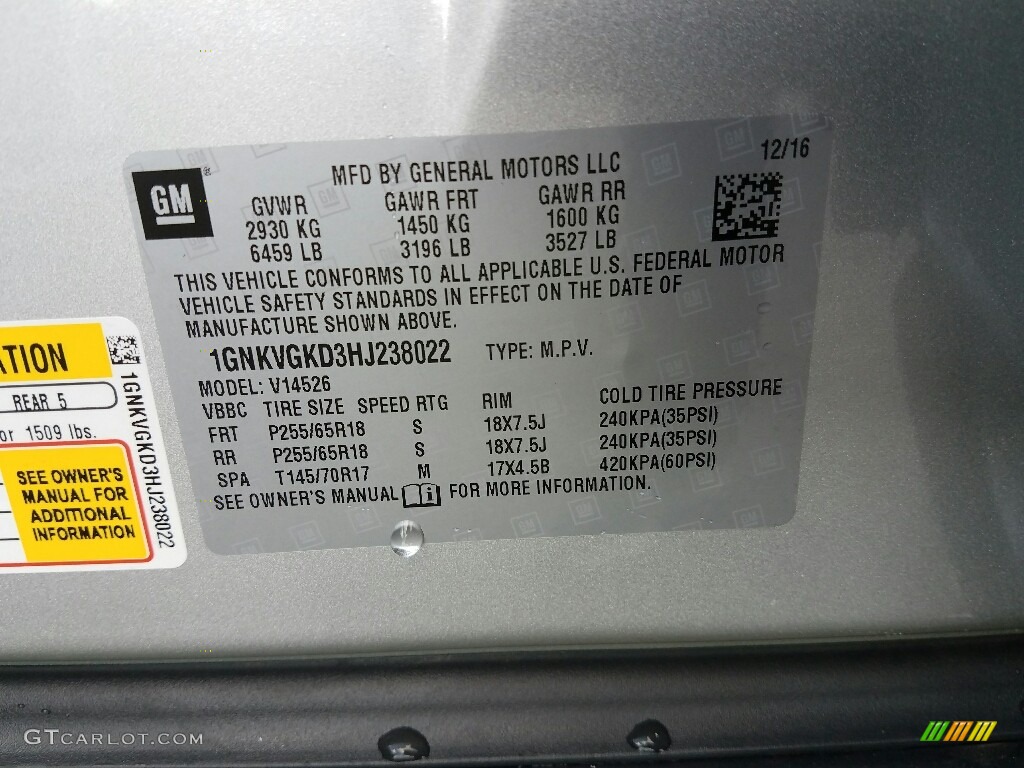 12/16
MFD BY GENERAL MOTORS LLC
GM
GVWR GAWR FRT GAWR RR
2930 KG 1450 KG 1600 KG
6459 LB 3196 LB 3527 LB
THIS VEHICLE CONFORMS TO ALL APPLICABLE U.S. FEDERAL MOTOR
VEHICLE SAFETY STANDARDS IN EFFECT ON THE DATE OF
MANUFACTURE SHOWN ABOVE.
1GNKVGKD3HJ238022 TYPE: M.P.V.
MODEL: V14526
VBBC TIRE SIZE SPEED RTG RIM COLD TIRE PRESSURE
FRT P255/65R18 S 18X7.5J 240KPA(35PSI)
RR P255/65R18 S 18X7.5J 240KPA(35PSI)
SPA T145/70R17 M 17X4.5B 420KPA(60PSI)
SEE OWNER'S MANUAL FOR MORE INFORMATION.
ATION
REAR 5
or 1509 lbs.
SEE OWNER'S
MANUAL FOR
ADDITIONAL
INFORMATION
1GNKVGKD3HJ238022
GTCARLOT.COM